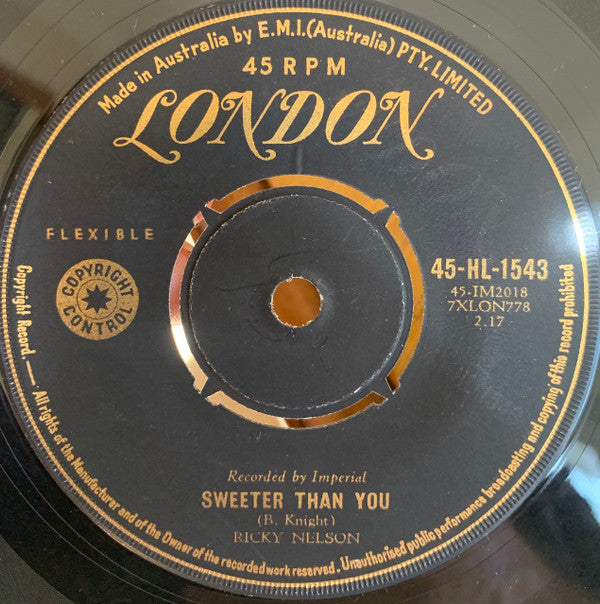 Made in Australia by E.M.I.(Australia) PTY. LIMITED
45 RPM
LONDON
FLEXIBLE
COPYRIGHT CONTROL
45-HL-1543
45-IM2018
7XLON778
2.17
Recorded by Imperial
SWEETER THAN YOU
(B. Knight)
RICKY NELSON
Copyright Record. — All rights of the Manufacturer and of the Owner of the recorded work reserved. Unauthorised public performance broadcasting and copying of this record prohibited